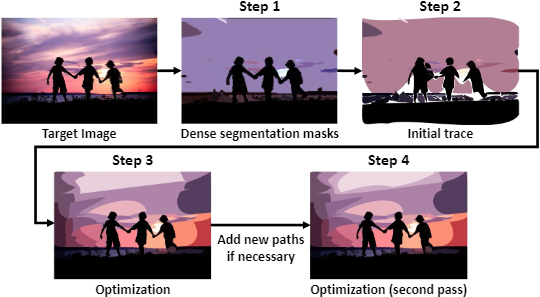 Step 1
Step 2
Target Image
Dense segmentation masks
Initial trace
Step 3
Step 4
Add new paths
if necessary
Optimization
Optimization (second pass)